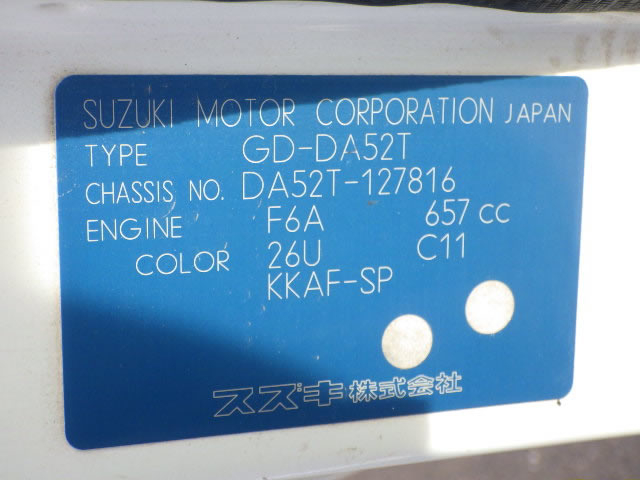 SUZUKI MOTOR CORPORATION JAPAN
TYPE GD-DA52T
CHASSIS NO. DA52T-127816
ENGINE F6A 657 cc
COLOR 26U C11
KKAF-SP
スズキ株式会社